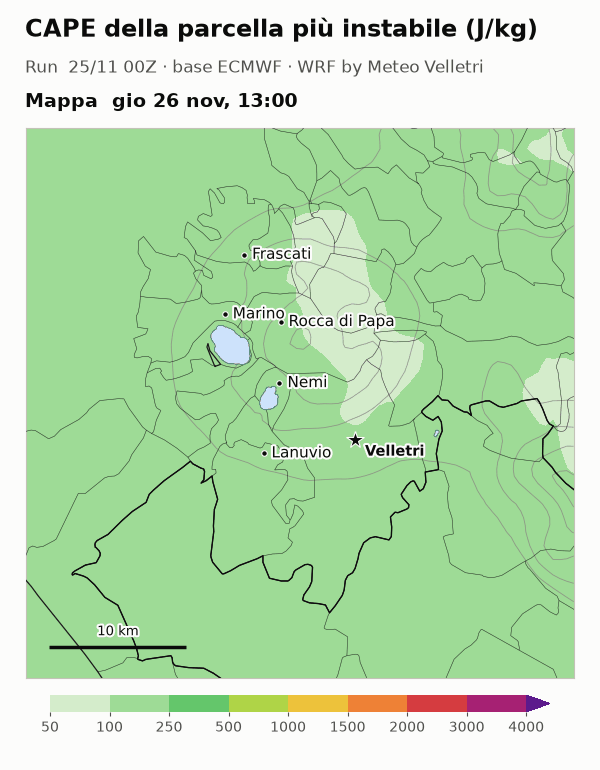 CAPE della parcella più instabile (J/kg)
Run  25/11 00Z · base ECMWF · WRF by Meteo Velletri
Mappa  gio 26 nov, 13:00
Frascati
Marino
Rocca di Papa
Nemi
Velletri
Lanuvio
10 km
50 100 250 500 1000 1500 2000 3000 4000